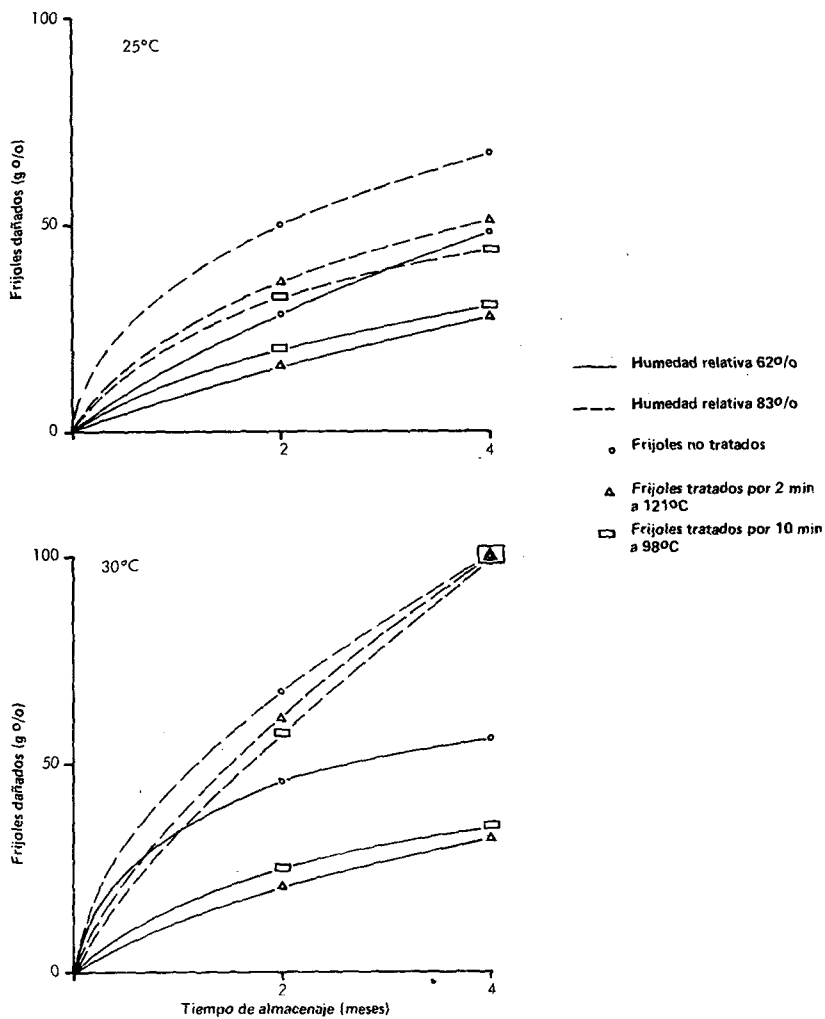 100
25°C
50
0
2
4
Frijoles dañados (g º/o)
Humedad relativa 62º/o
Humedad relativa 83º/o
Frijoles no tratados
Frijoles tratados por 2 min
a 121ºC
Frijoles tratados por 10 min
a 98ºC
100
30°C
50
0
2
4
Frijoles dañados (g º/o)
Tiempo de almacenaje (meses)